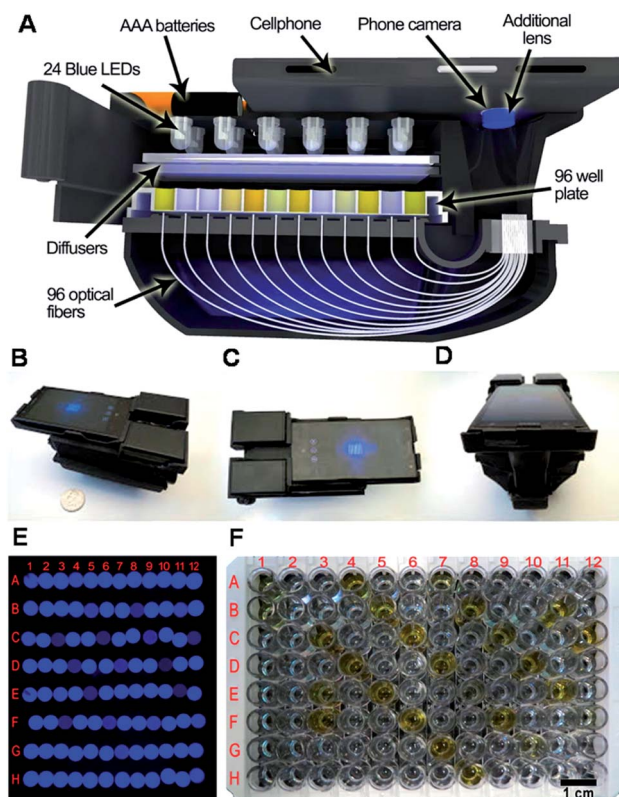 A
AAA batteries
Cellphone
Phone camera
Additional
lens
24 Blue LEDs
96 well
plate
Diffusers
96 optical
fibers
B
C
D
E
1 2 3 4 5 6 7 8 9 10 11 12
A
B
C
D
E
F
G
H
F
1 2 3 4 5 6 7 8 9 10 11 12
A
B
C
D
E
F
G
H
1 cm